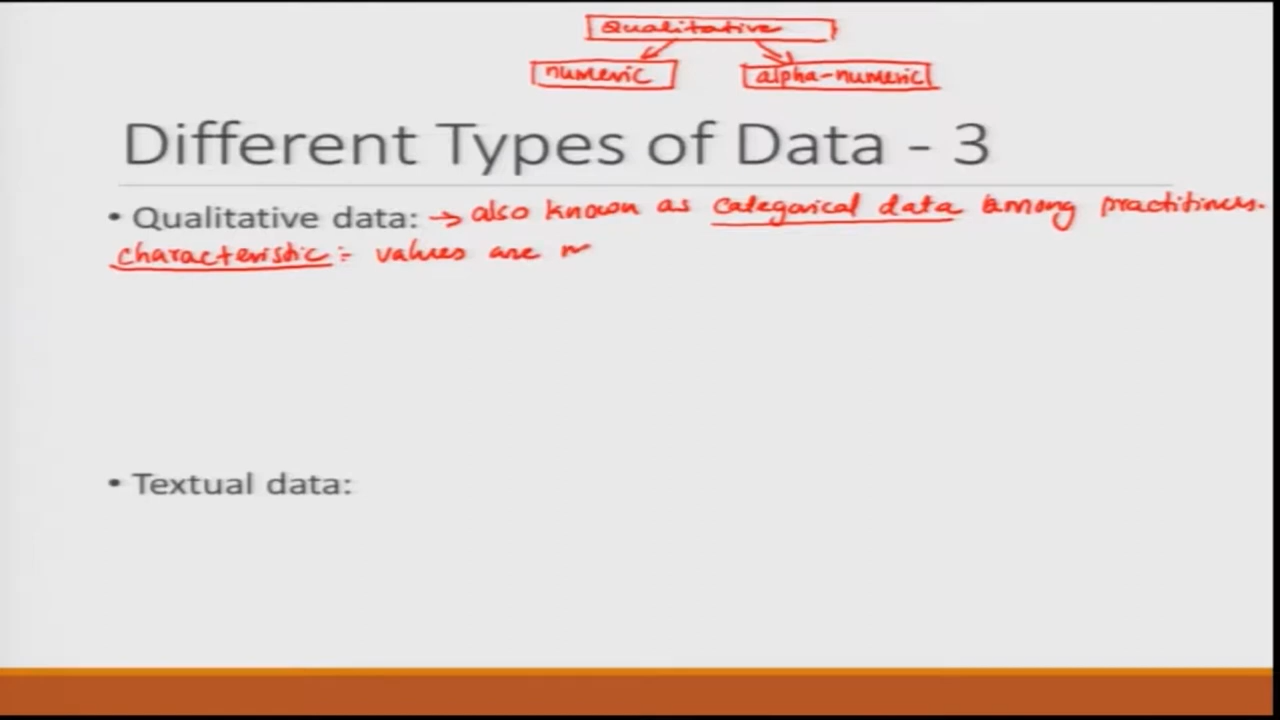 Qualitative
numeric alpha-numeric
Different Types of Data - 3
• Qualitative data: → also known as categorical data among practitiners.
characteristic :- values are
• Textual data: